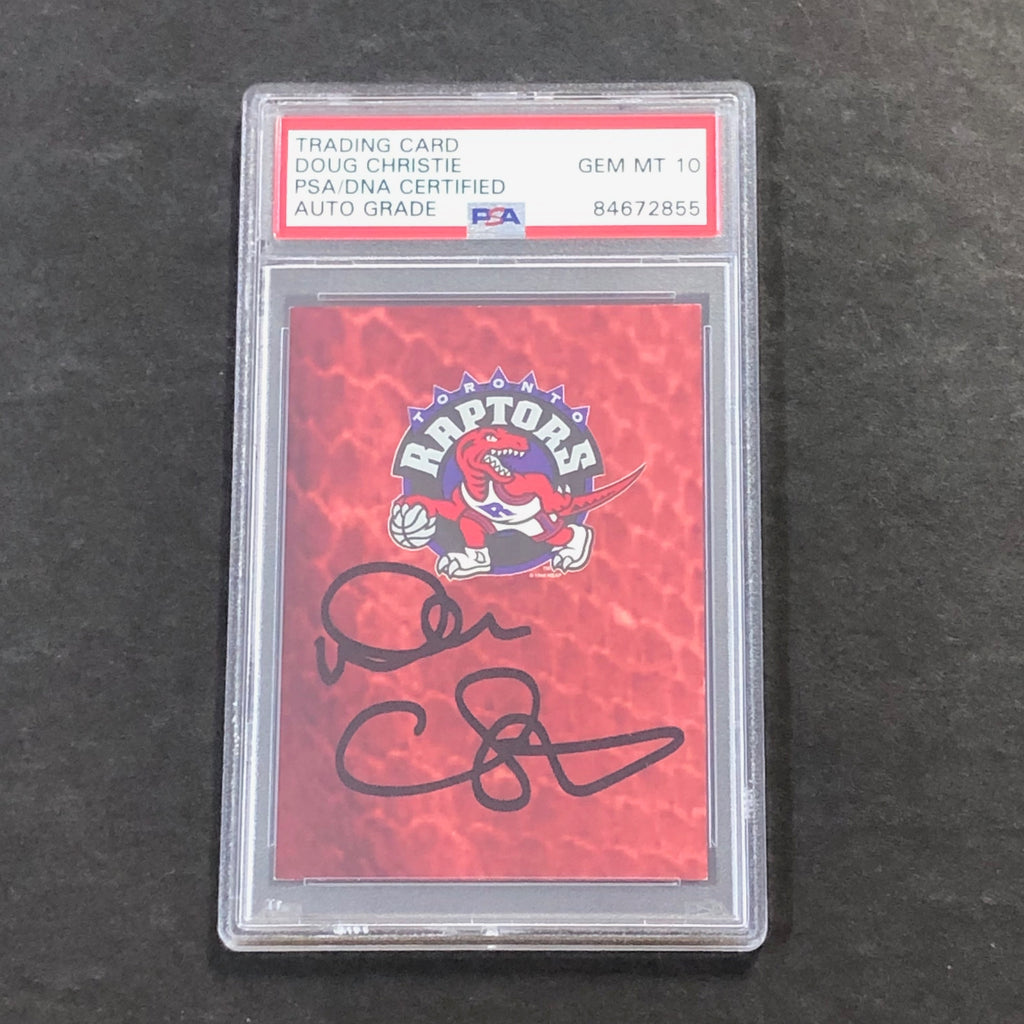 TRADING CARD
DOUG CHRISTIE GEM MT 10
PSA/DNA CERTIFIED
AUTO GRADE PSA 84672855
TORONTO
RAPTORS